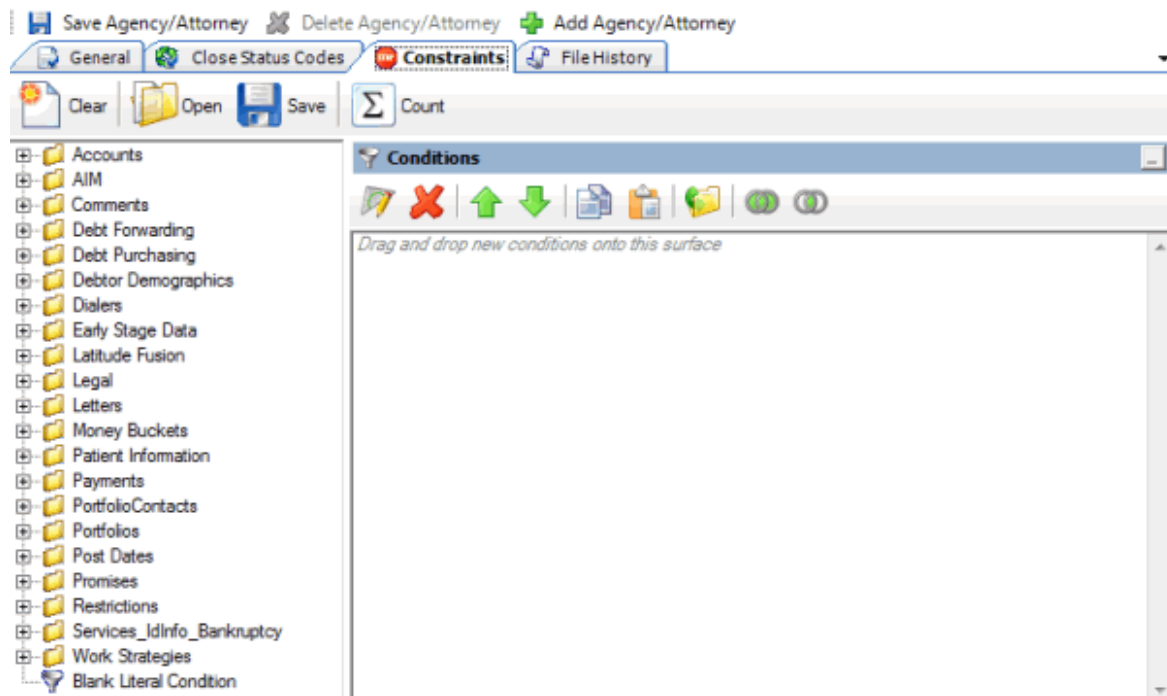 Save Agency/Attorney Delete Agency/Attorney Add Agency/Attorney
General Close Status Codes Constraints File History
Clear Open Save Σ Count
Accounts
AIM
Comments
Debt Forwarding
Debt Purchasing
Debtor Demographics
Dialers
Early Stage Data
Latitude Fusion
Legal
Letters
Money Buckets
Patient Information
Payments
PortfolioContacts
Portfolios
Post Dates
Promises
Restrictions
Services_IdInfo_Bankruptcy
Work Strategies
Blank Literal Condition
Conditions
Drag and drop new conditions onto this surface